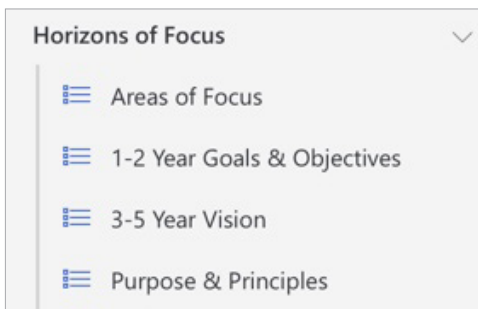 Horizons of Focus
Areas of Focus
1-2 Year Goals & Objectives
3-5 Year Vision
Purpose & Principles